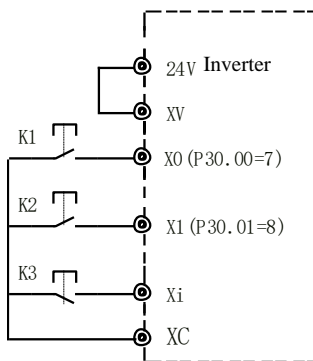 24V Inverter
XV
K1
X0(P30.00=7)
K2
X1(P30.01=8)
K3
Xi
XC